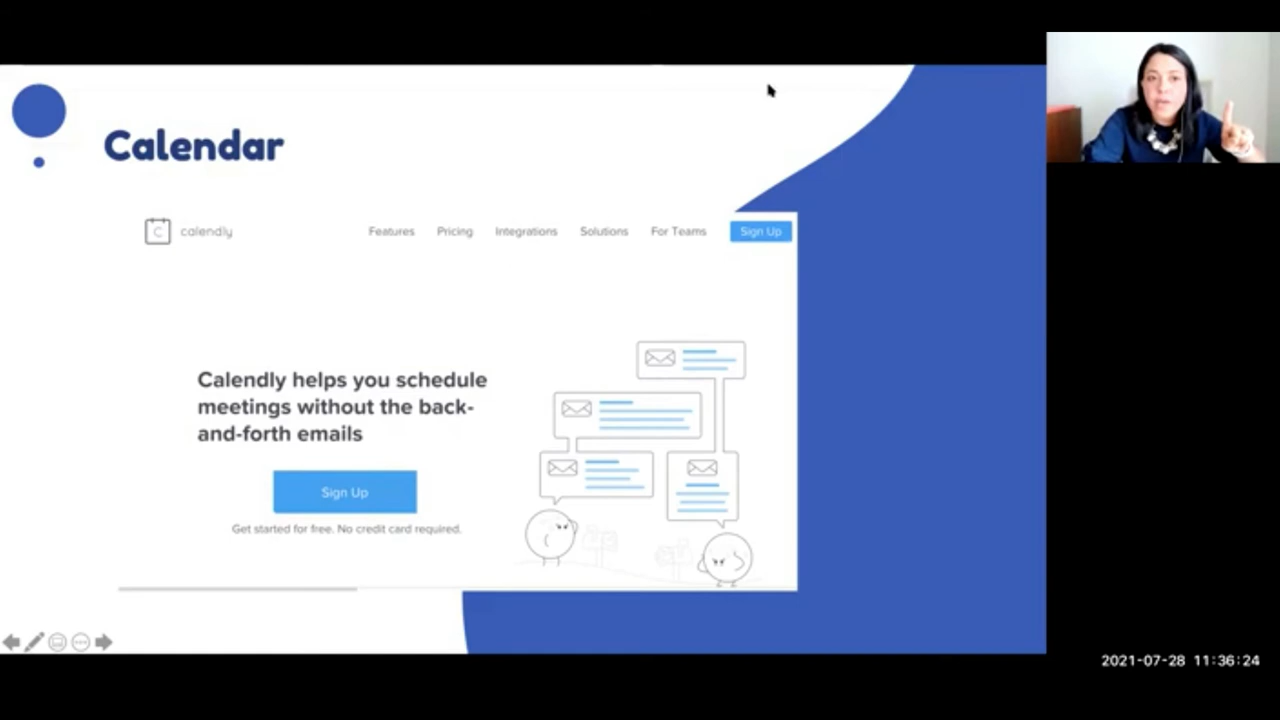 Calendar
C calendly Features Pricing Integrations Solutions For Teams Sign Up
Calendly helps you schedule
meetings without the back-
and-forth emails
Sign Up
Get started for free. No credit card required.
2021-07-28 11:36:24